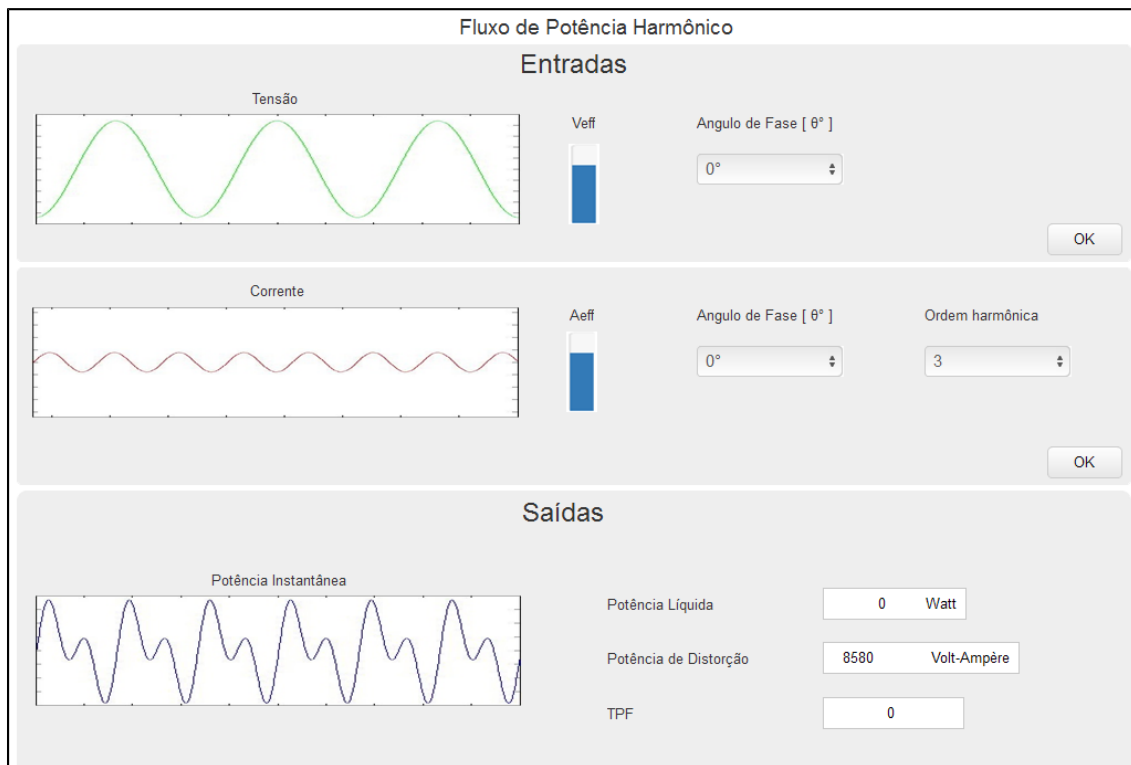 Fluxo de Potência Harmônico
Entradas
Tensão
Veff
Angulo de Fase [ θ° ]
0°
OK
Corrente
Aeff
Angulo de Fase [ θ° ]
Ordem harmônica
0°
3
OK
Saídas
Potência Instantânea
Potência Líquida
0 Watt
Potência de Distorção
8580 Volt-Ampère
TPF
0